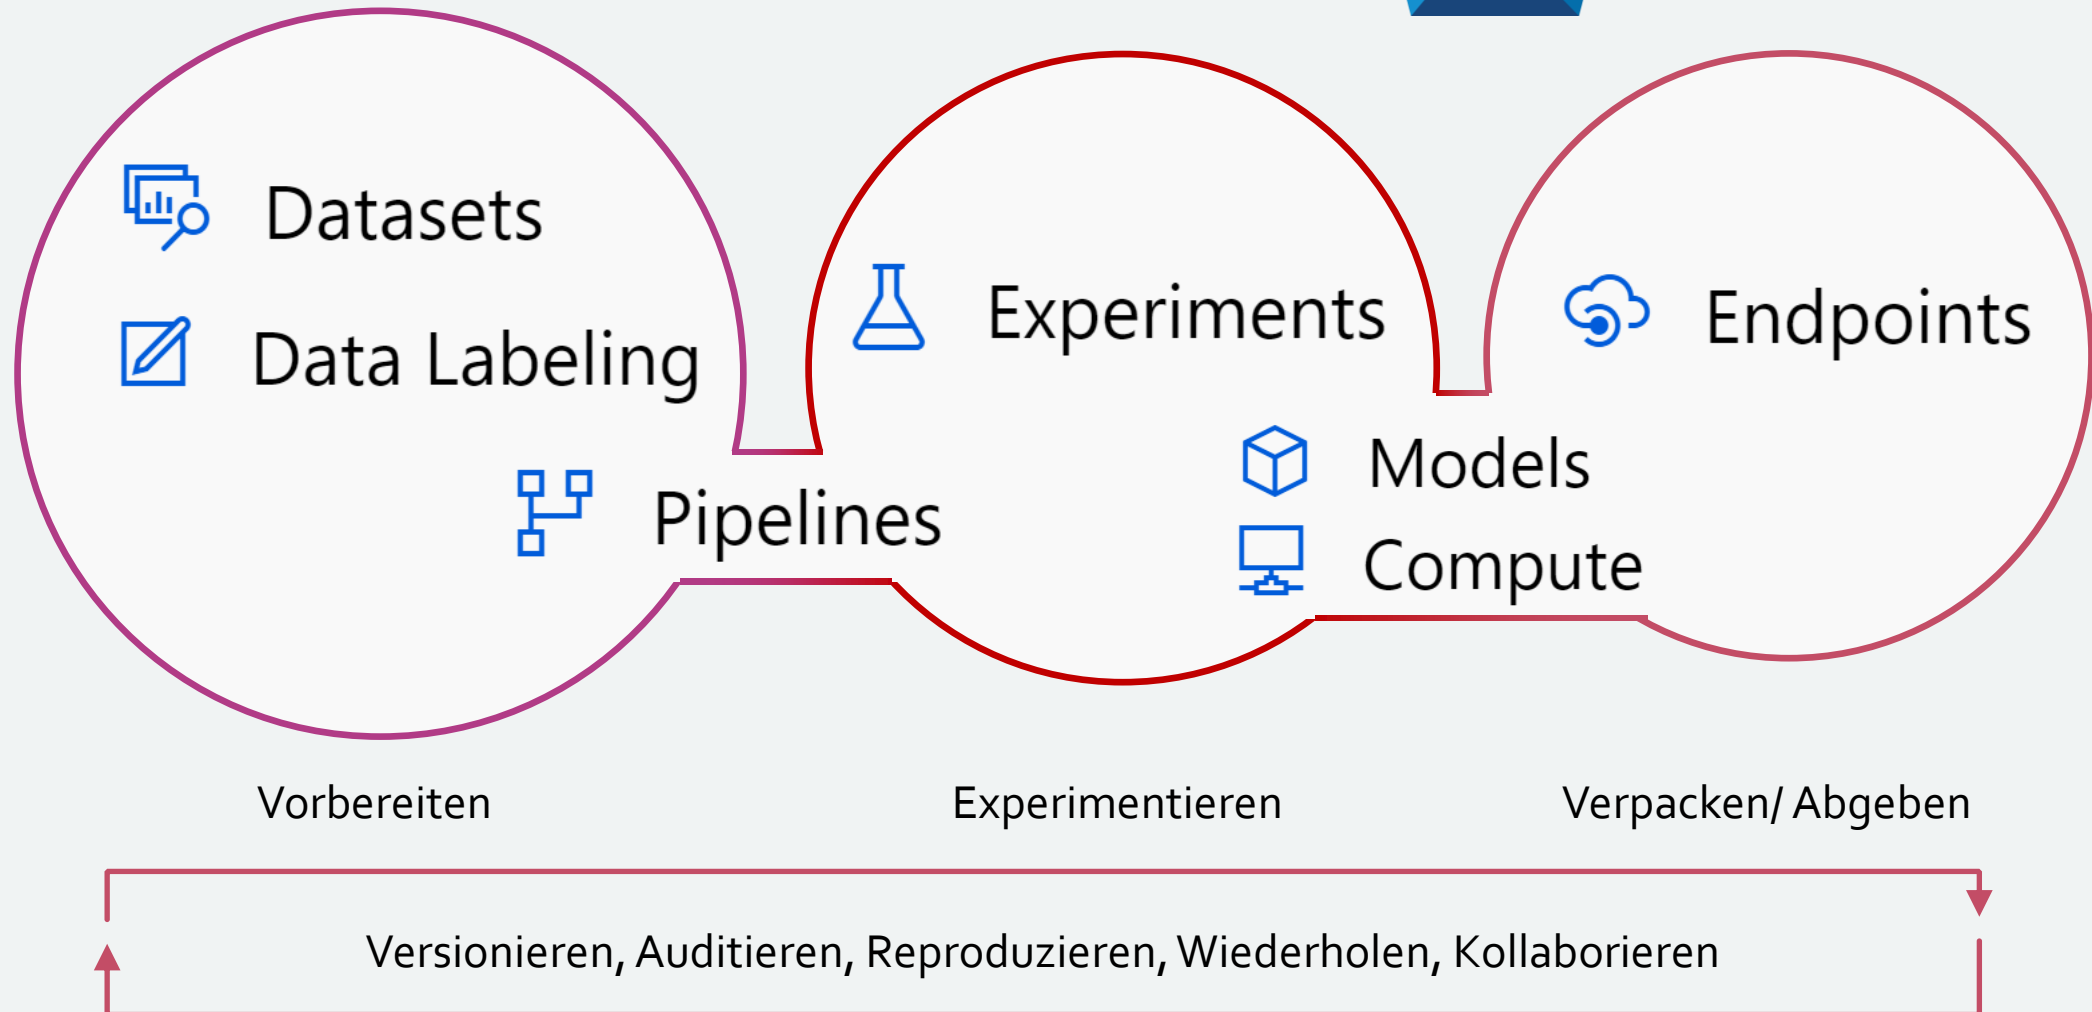 Datasets
Data Labeling
Pipelines
Experiments
Models
Compute
Endpoints
Vorbereiten
Experimentieren
Verpacken/ Abgeben
Versionieren, Auditieren, Reproduzieren, Wiederholen, Kollaborieren